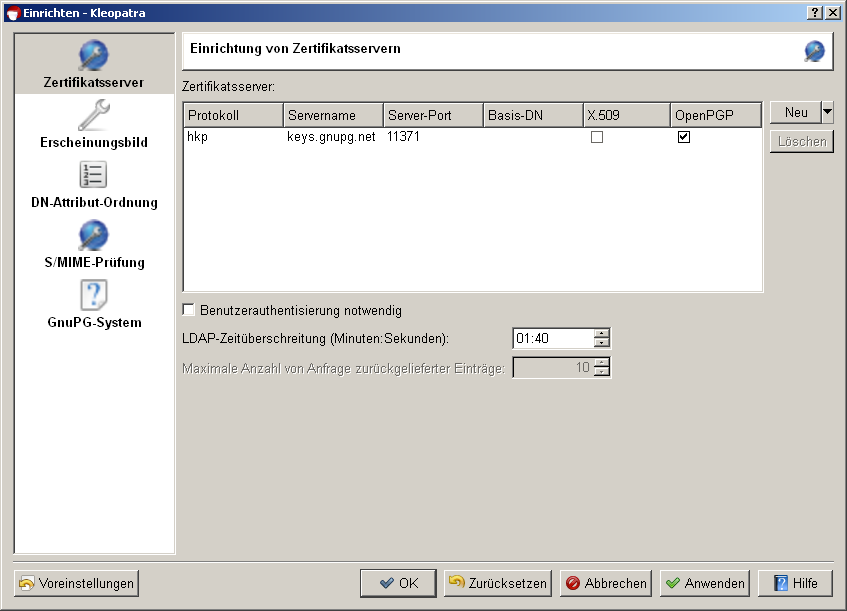 Einrichten - Kleopatra
Zertifikatsserver
Erscheinungsbild
DN-Attribut-Ordnung
S/MIME-Prüfung
GnuPG-System
Einrichtung von Zertifikatsservern
Zertifikatsserver:
Protokoll Servername Server-Port Basis-DN X.509 OpenPGP
hkp keys.gnupg.net 11371
Neu
Löschen
Benutzerauthentisierung notwendig
LDAP-Zeitüberschreitung (Minuten:Sekunden): 01:40
Maximale Anzahl von Anfrage zurückgelieferter Einträge: 10
Voreinstellungen OK Zurücksetzen Abbrechen Anwenden Hilfe